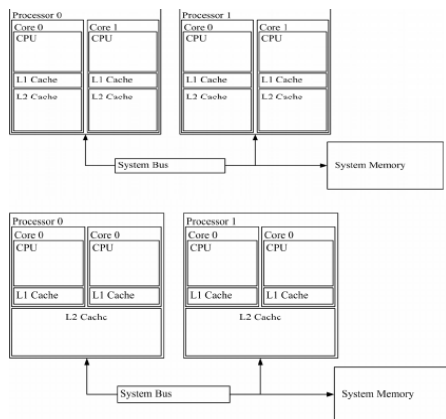 Processor 0 Processor 1
Core 0 Core 1 Core 0 Core 1
CPU CPU CPU CPU
L1 Cache L1 Cache L1 Cache L1 Cache
L2 Cache L2 Cache L2 Cache L2 Cache
System Bus System Memory
Processor 0 Processor 1
Core 0 Core 0 Core 0 Core 0
CPU CPU CPU CPU
L1 Cache L1 Cache L1 Cache L1 Cache
L2 Cache L2 Cache
System Bus System Memory